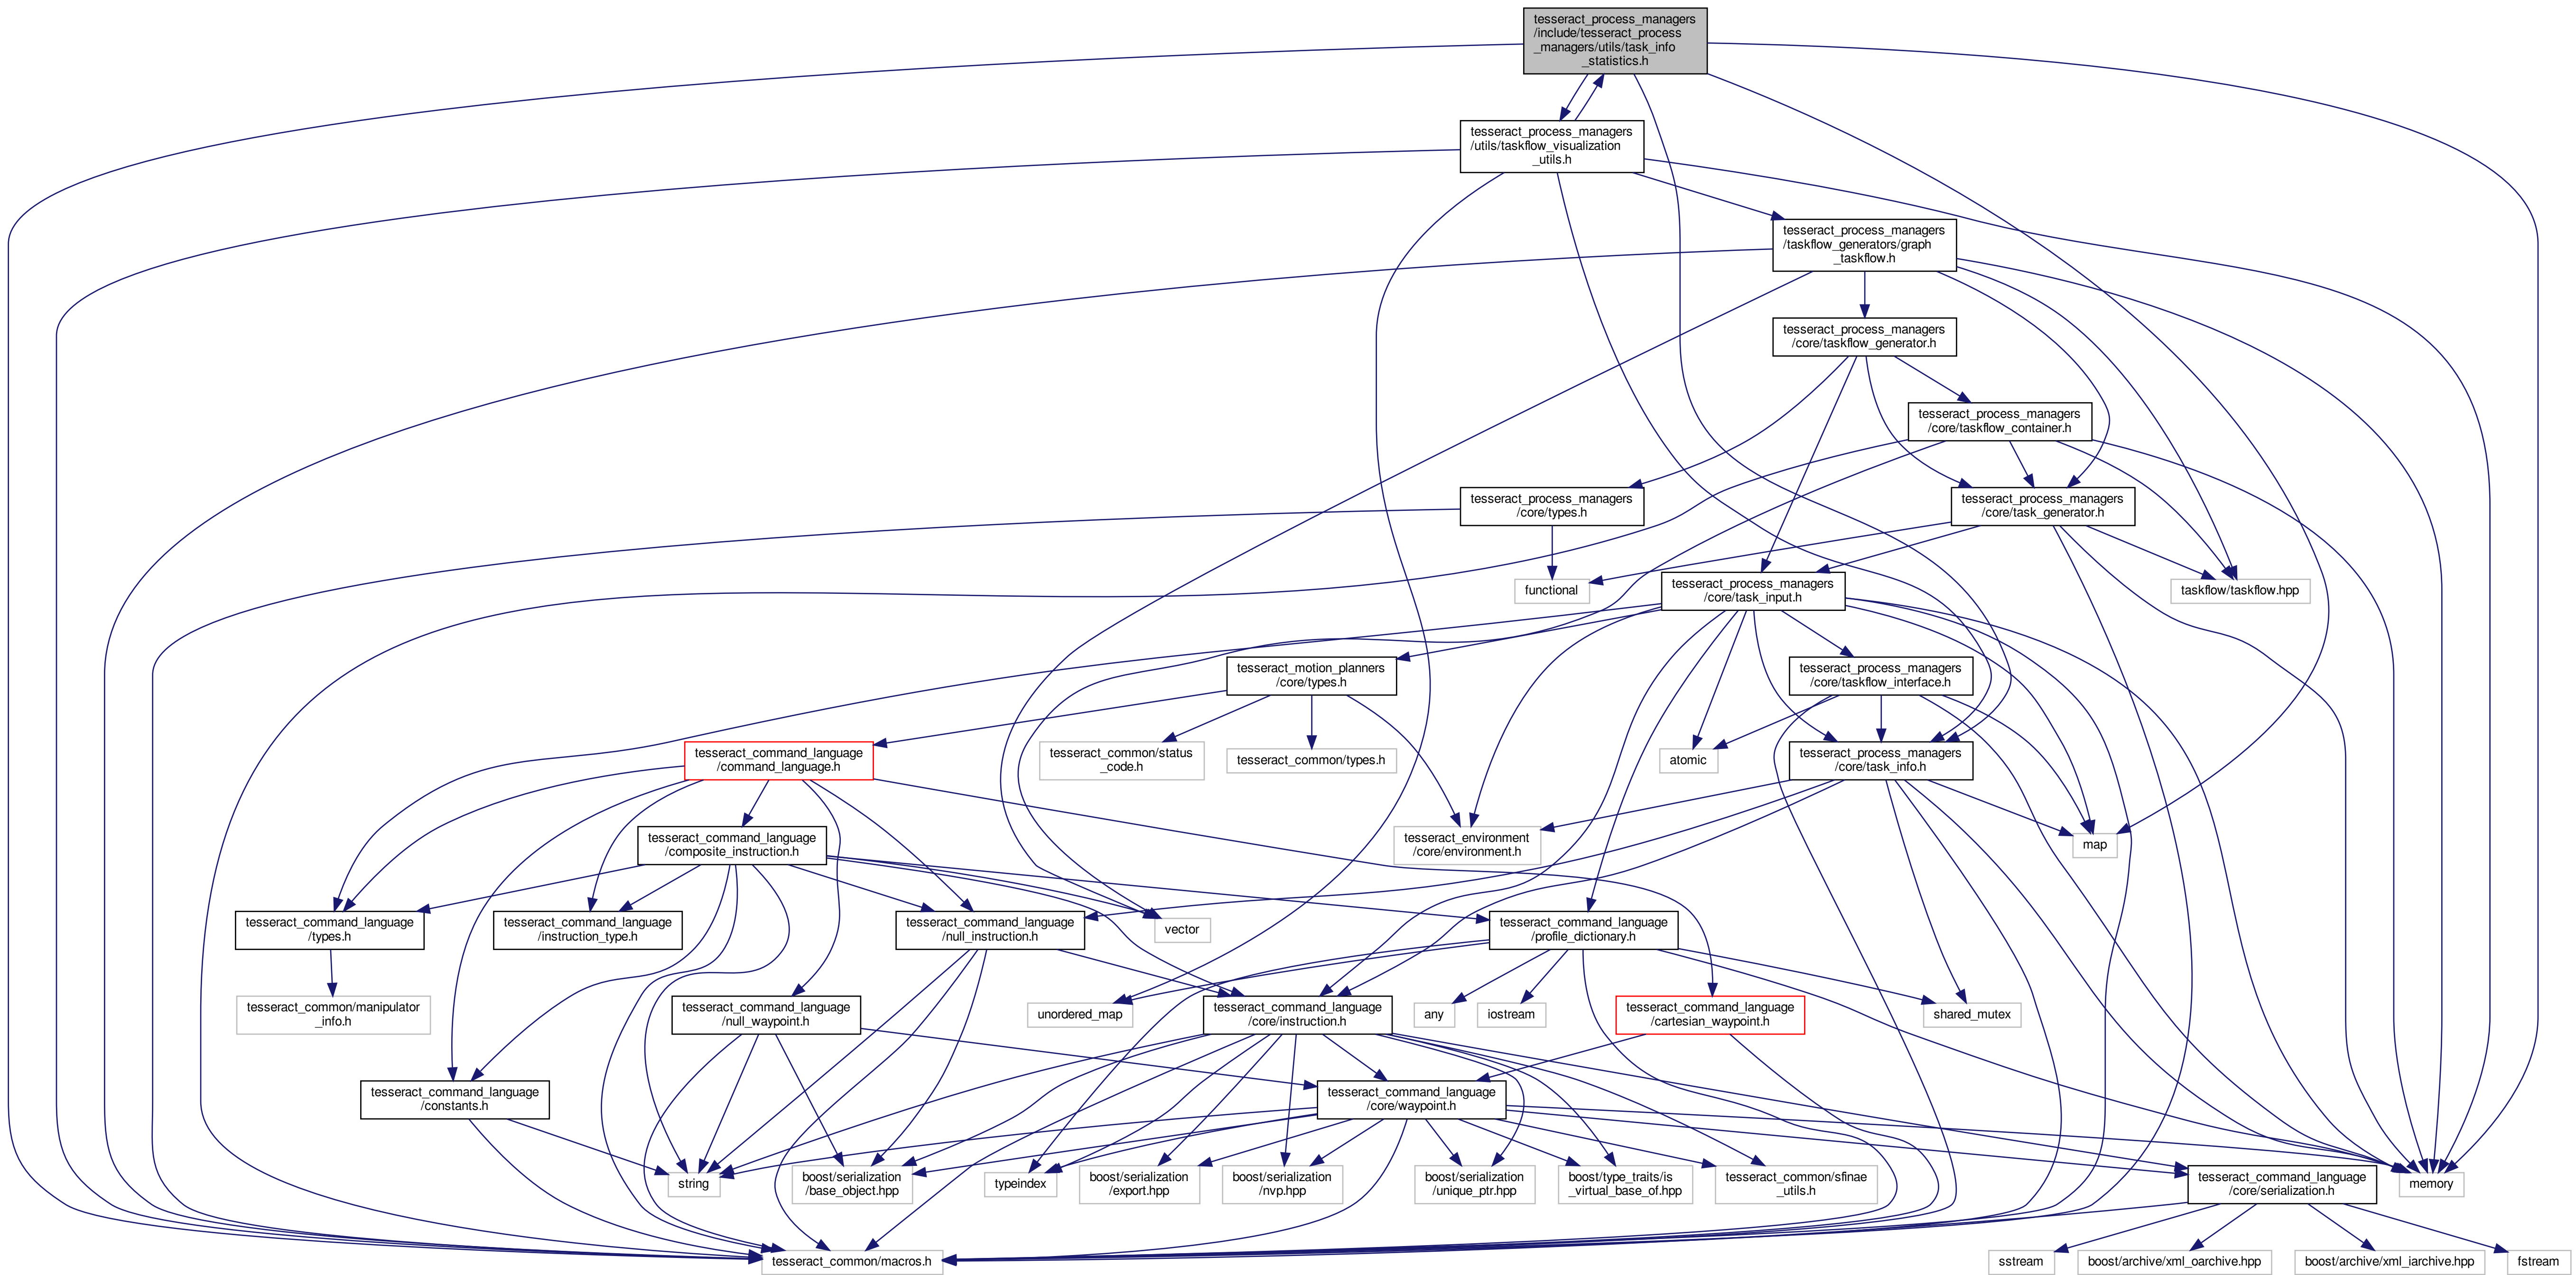 tesseract_process_managers
/include/tesseract_process
_managers/utils/task_info
_statistics.h
tesseract_process_managers
/utils/taskflow_visualization
_utils.h
tesseract_process_managers
/taskflow_generators/graph
_taskflow.h
tesseract_process_managers
/core/taskflow_generator.h
tesseract_process_managers
/core/taskflow_container.h
tesseract_process_managers
/core/types.h
tesseract_process_managers
/core/task_generator.h
functional
tesseract_process_managers
/core/task_input.h
taskflow/taskflow.hpp
tesseract_motion_planners
/core/types.h
tesseract_process_managers
/core/taskflow_interface.h
tesseract_command_language
/command_language.h
tesseract_common/status
_code.h
tesseract_common/types.h
atomic
tesseract_process_managers
/core/task_info.h
tesseract_command_language
/composite_instruction.h
tesseract_environment
/core/environment.h
map
tesseract_command_language
/types.h
tesseract_command_language
/instruction_type.h
tesseract_command_language
/null_instruction.h
vector
tesseract_command_language
/profile_dictionary.h
tesseract_common/manipulator
_info.h
tesseract_command_language
/null_waypoint.h
unordered_map
tesseract_command_language
/core/instruction.h
any
iostream
tesseract_command_language
/cartesian_waypoint.h
shared_mutex
tesseract_command_language
/constants.h
tesseract_command_language
/core/waypoint.h
string
boost/serialization
/base_object.hpp
typeindex
boost/serialization
/export.hpp
boost/serialization
/nvp.hpp
boost/serialization
/unique_ptr.hpp
boost/type_traits/is
_virtual_base_of.hpp
tesseract_common/sfinae
_utils.h
tesseract_command_language
/core/serialization.h
memory
tesseract_common/macros.h
sstream
boost/archive/xml_oarchive.hpp
boost/archive/xml_iarchive.hpp
fstream